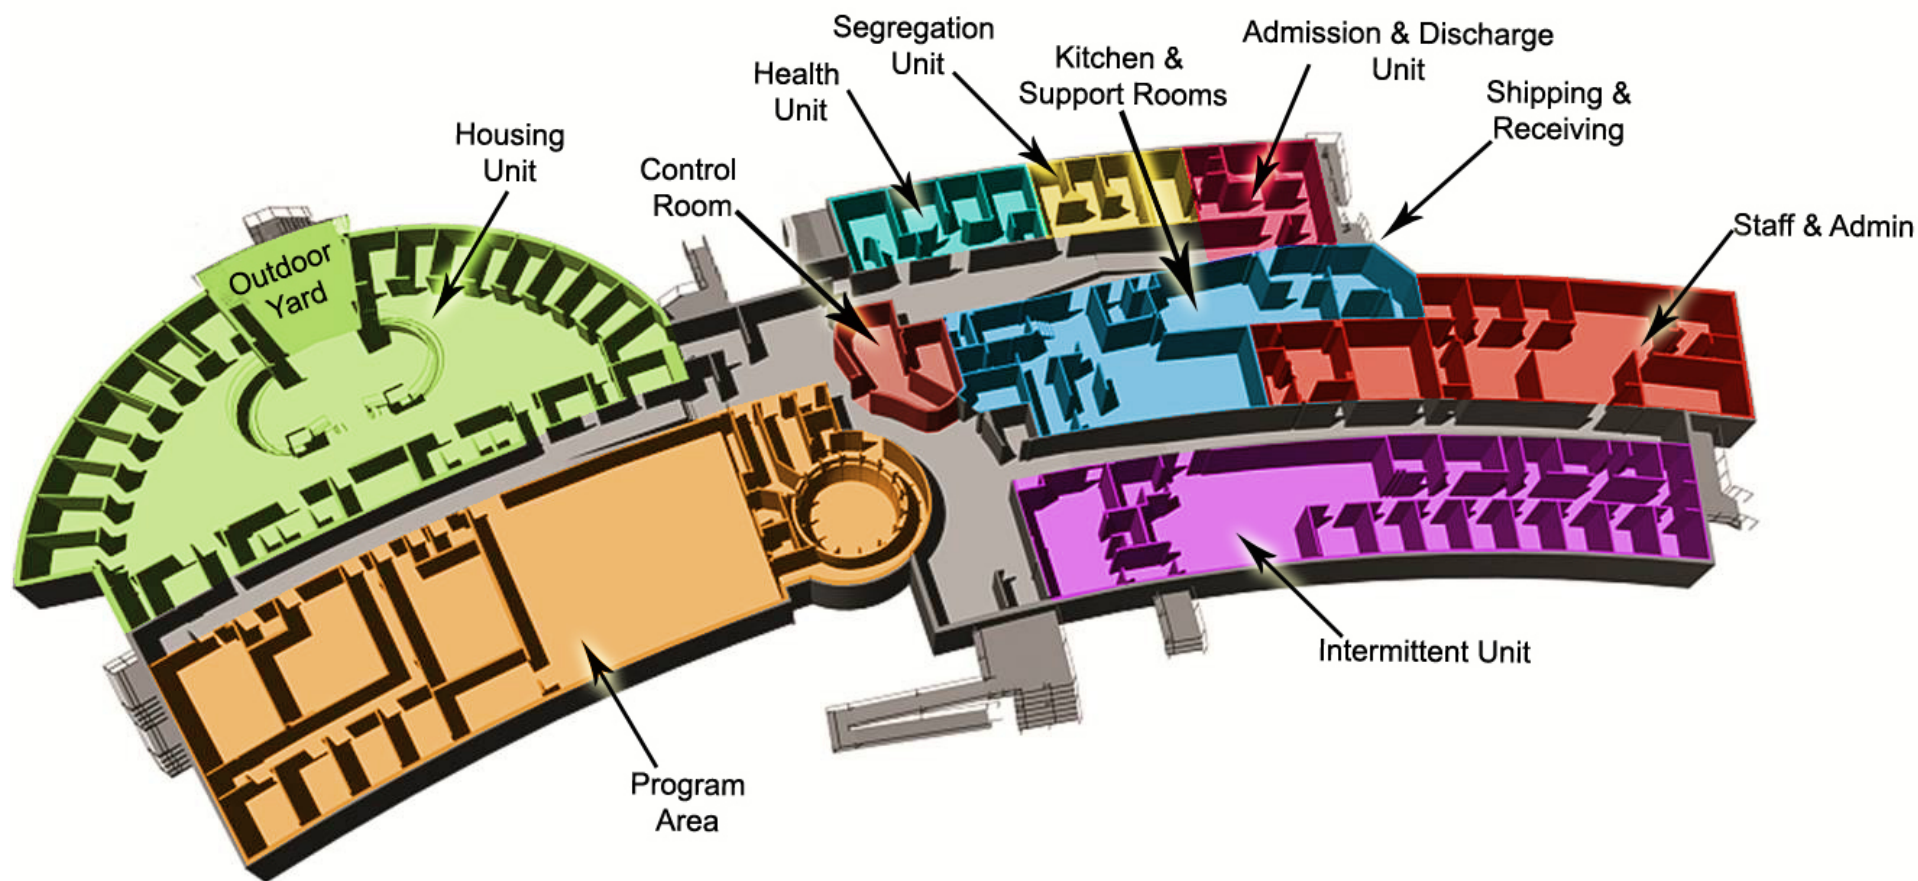 Segregation
Unit
Admission & Discharge
Unit
Kitchen &
Support Rooms
Health
Unit
Shipping &
Receiving
Housing
Unit
Control
Room
Staff & Admin
Outdoor
Yard
Intermittent Unit
Program
Area